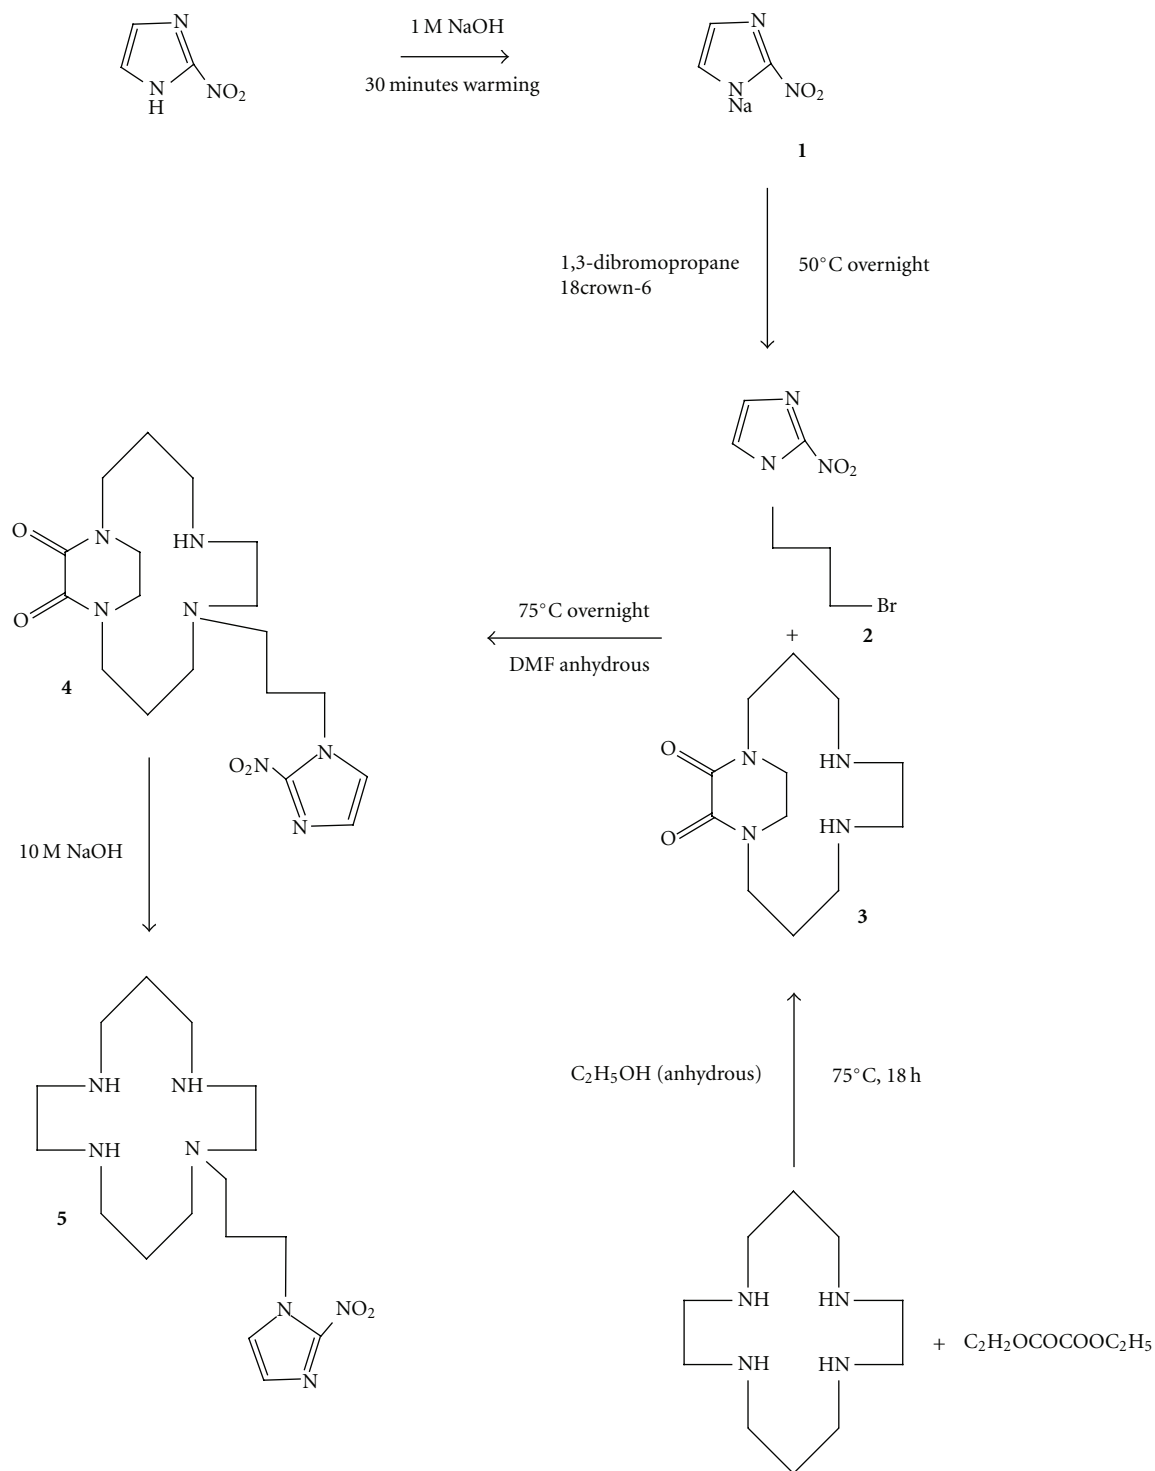 N
N
H
NO₂
1 M NaOH
30 minutes warming
N
N
Na
NO₂
1
1,3-dibromopropane
18crown-6
50°C overnight
N
N
NO₂
Br
2
+
75°C overnight
DMF anhydrous
O
O
N
N
HN
N
4
O₂N
N
N
O
O
N
N
HN
HN
3
10 M NaOH
C₂H₅OH (anhydrous)
75°C, 18 h
NH
NH
NH
N
5
N
NO₂
N
NH
HN
NH
HN
+ C₂H₂OCOCOOC₂H₅